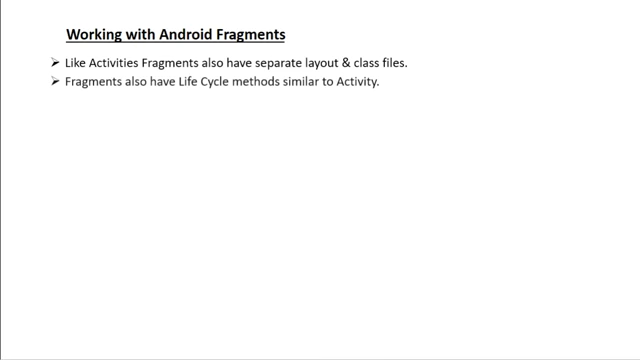 Working with Android Fragments
➢ Like Activities Fragments also have separate layout & class files.
➢ Fragments also have Life Cycle methods similar to Activity.